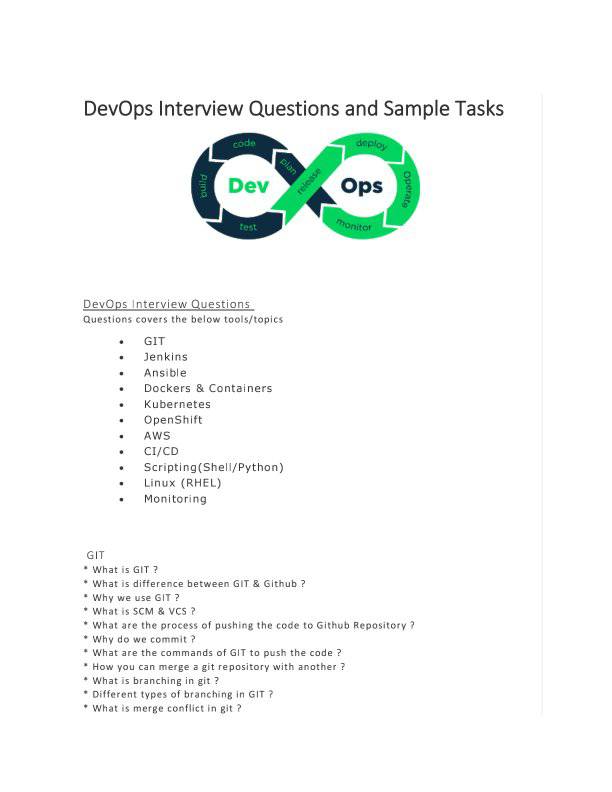 DevOps Interview Questions and Sample Tasks
code
plan
deploy
build
Dev
release
Ops
Operate
test
monitor
DevOps Interview Questions
Questions covers the below tools/topics
• GIT
• Jenkins
• Ansible
• Dockers & Containers
• Kubernetes
• OpenShift
• AWS
• CI/CD
• Scripting(Shell/Python)
• Linux (RHEL)
• Monitoring
GIT
* What is GIT ?
* What is difference between GIT & Github ?
* Why we use GIT ?
* What is SCM & VCS ?
* What are the process of pushing the code to Github Repository ?
* Why do we commit ?
* What are the commands of GIT to push the code ?
* How you can merge a git repository with another ?
* What is branching in git ?
* Different types of branching in GIT ?
* What is merge conflict in git ?